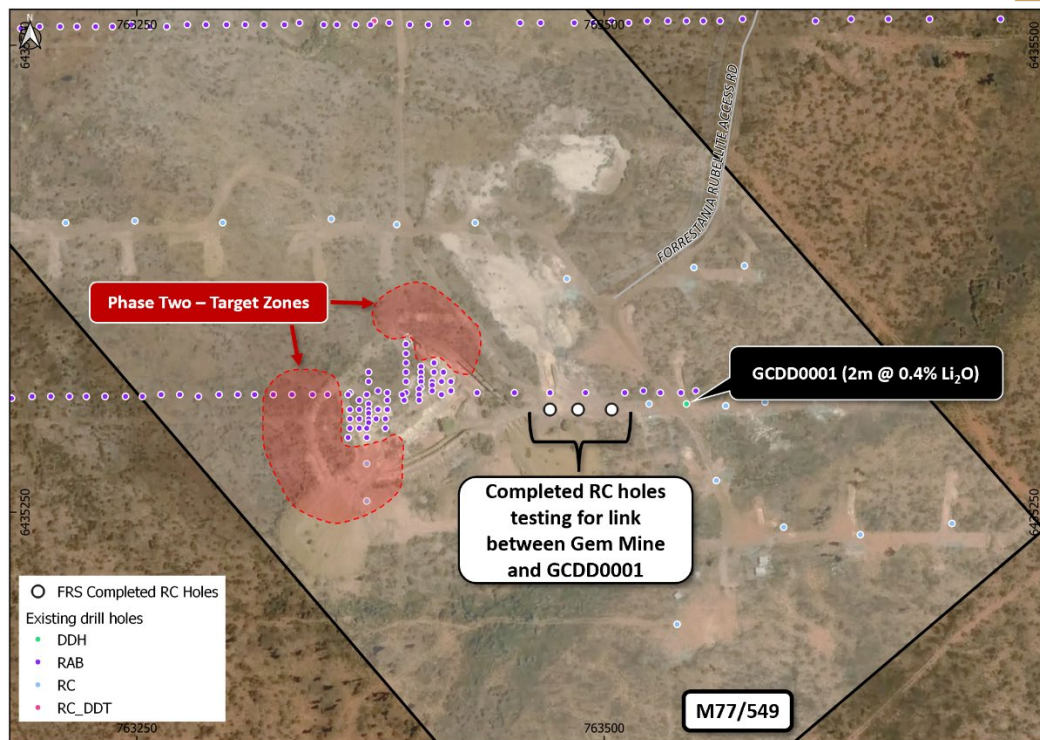 763250
763500
N
6435500
6435500
FORRESTANIA RUBELLITE ACCESS RD
Phase Two – Target Zones
GCDD0001 (2m @ 0.4% Li₂O)
Completed RC holes
testing for link
between Gem Mine
and GCDD0001
6435250
6435250
FRS Completed RC Holes
Existing drill holes
DDH
RAB
RC
RC_DDT
M77/549
763250
763500